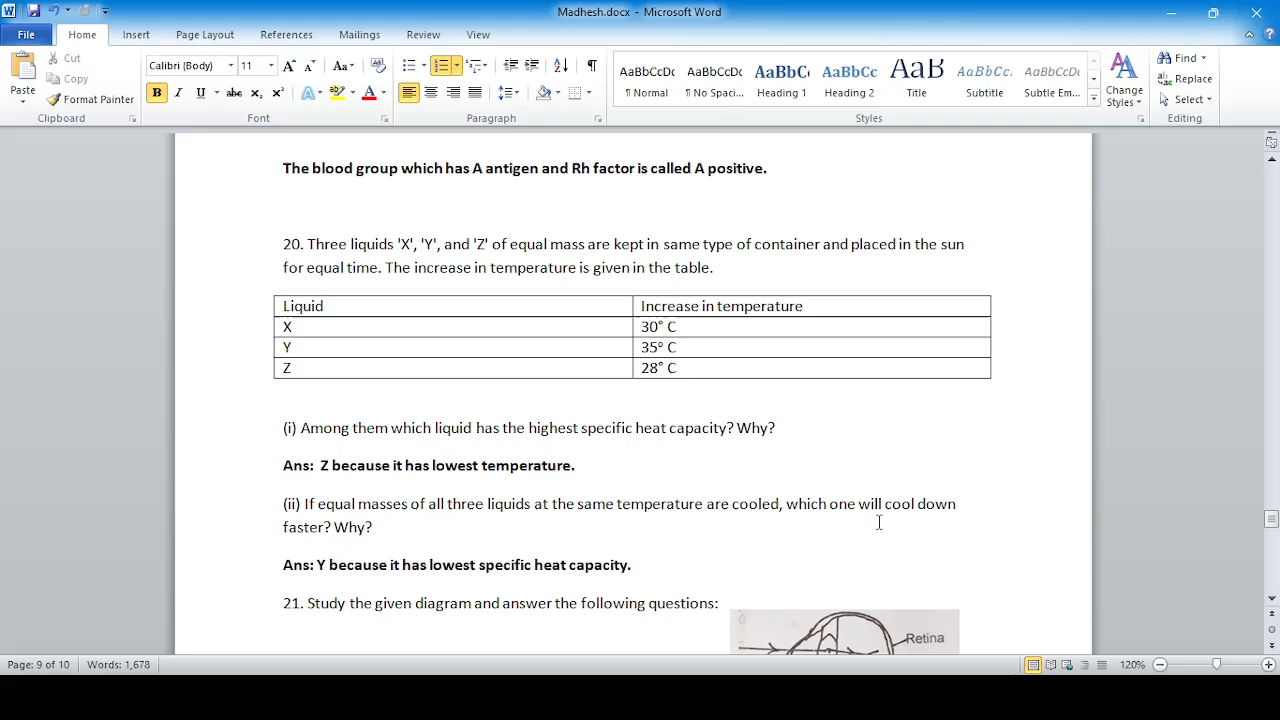 Madhesh.docx - Microsoft Word
File Home Insert Page Layout References Mailings Review View
Paste Cut Copy Format Painter
Calibri (Body) 11
AaBbCcDc AaBbCcDc AaBbC AaBbCc AaB AaBbCc. AaBbCcDc
¶ Normal ¶ No Spaci... Heading 1 Heading 2 Title Subtitle Subtle Em...
Change Styles
Find Replace Select
Clipboard Font Paragraph Styles Editing
The blood group which has A antigen and Rh factor is called A positive.
20. Three liquids 'X', 'Y', and 'Z' of equal mass are kept in same type of container and placed in the sun
for equal time. The increase in temperature is given in the table.
Liquid Increase in temperature
X 30° C
Y 35° C
Z 28° C
(i) Among them which liquid has the highest specific heat capacity? Why?
Ans: Z because it has lowest temperature.
(ii) If equal masses of all three liquids at the same temperature are cooled, which one will cool down
faster? Why?
Ans: Y because it has lowest specific heat capacity.
21. Study the given diagram and answer the following questions:
Retina
Page: 9 of 10 Words: 1,678 120%